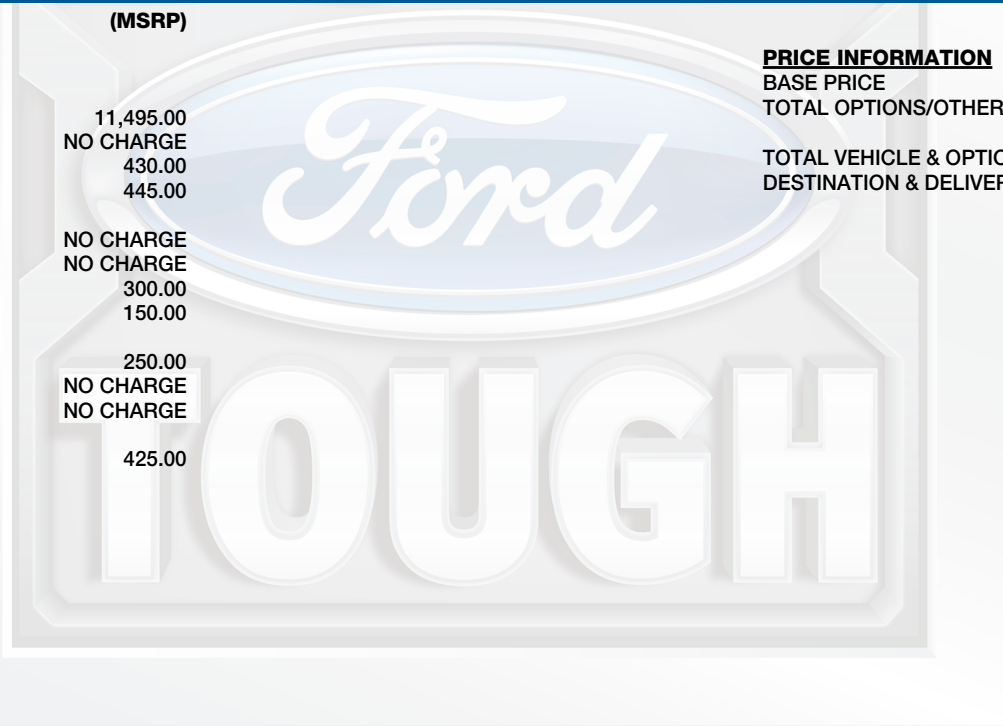 (MSRP)
11,495.00
NO CHARGE
430.00
445.00
NO CHARGE
NO CHARGE
300.00
150.00
250.00
NO CHARGE
NO CHARGE
425.00
PRICE INFORMATION
BASE PRICE
TOTAL OPTIONS/OTHER
TOTAL VEHICLE & OPTIO
DESTINATION & DELIVER
Ford
TOUGH